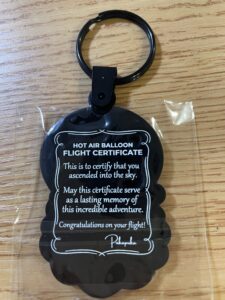 HOT AIR BALLOON
FLIGHT CERTIFICATE
This is to certify that you
ascended into the sky.
May this certificate serve
as a lasting memory of
this incredible adventure.
Congratulations on your flight!